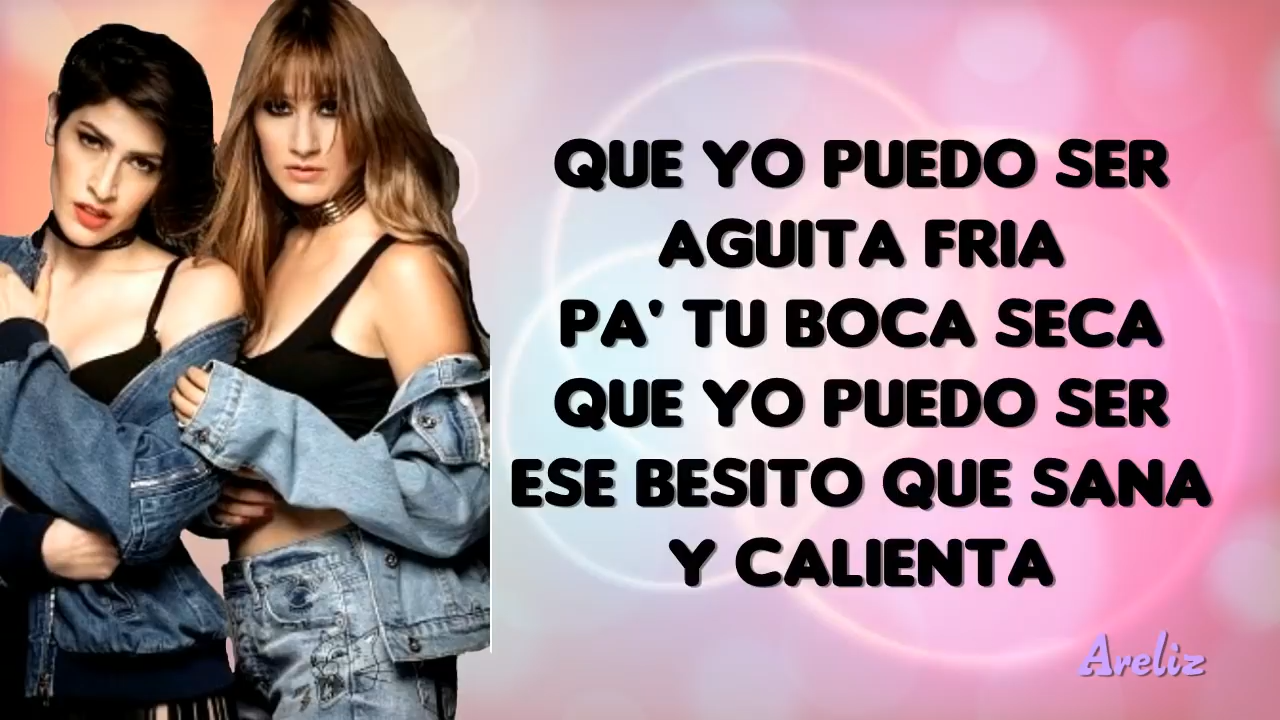 QUE YO PUEDO SER
AGUITA FRIA
PA' TU BOCA SECA
QUE YO PUEDO SER
ESE BESITO QUE SANA
Y CALIENTA
Areliz